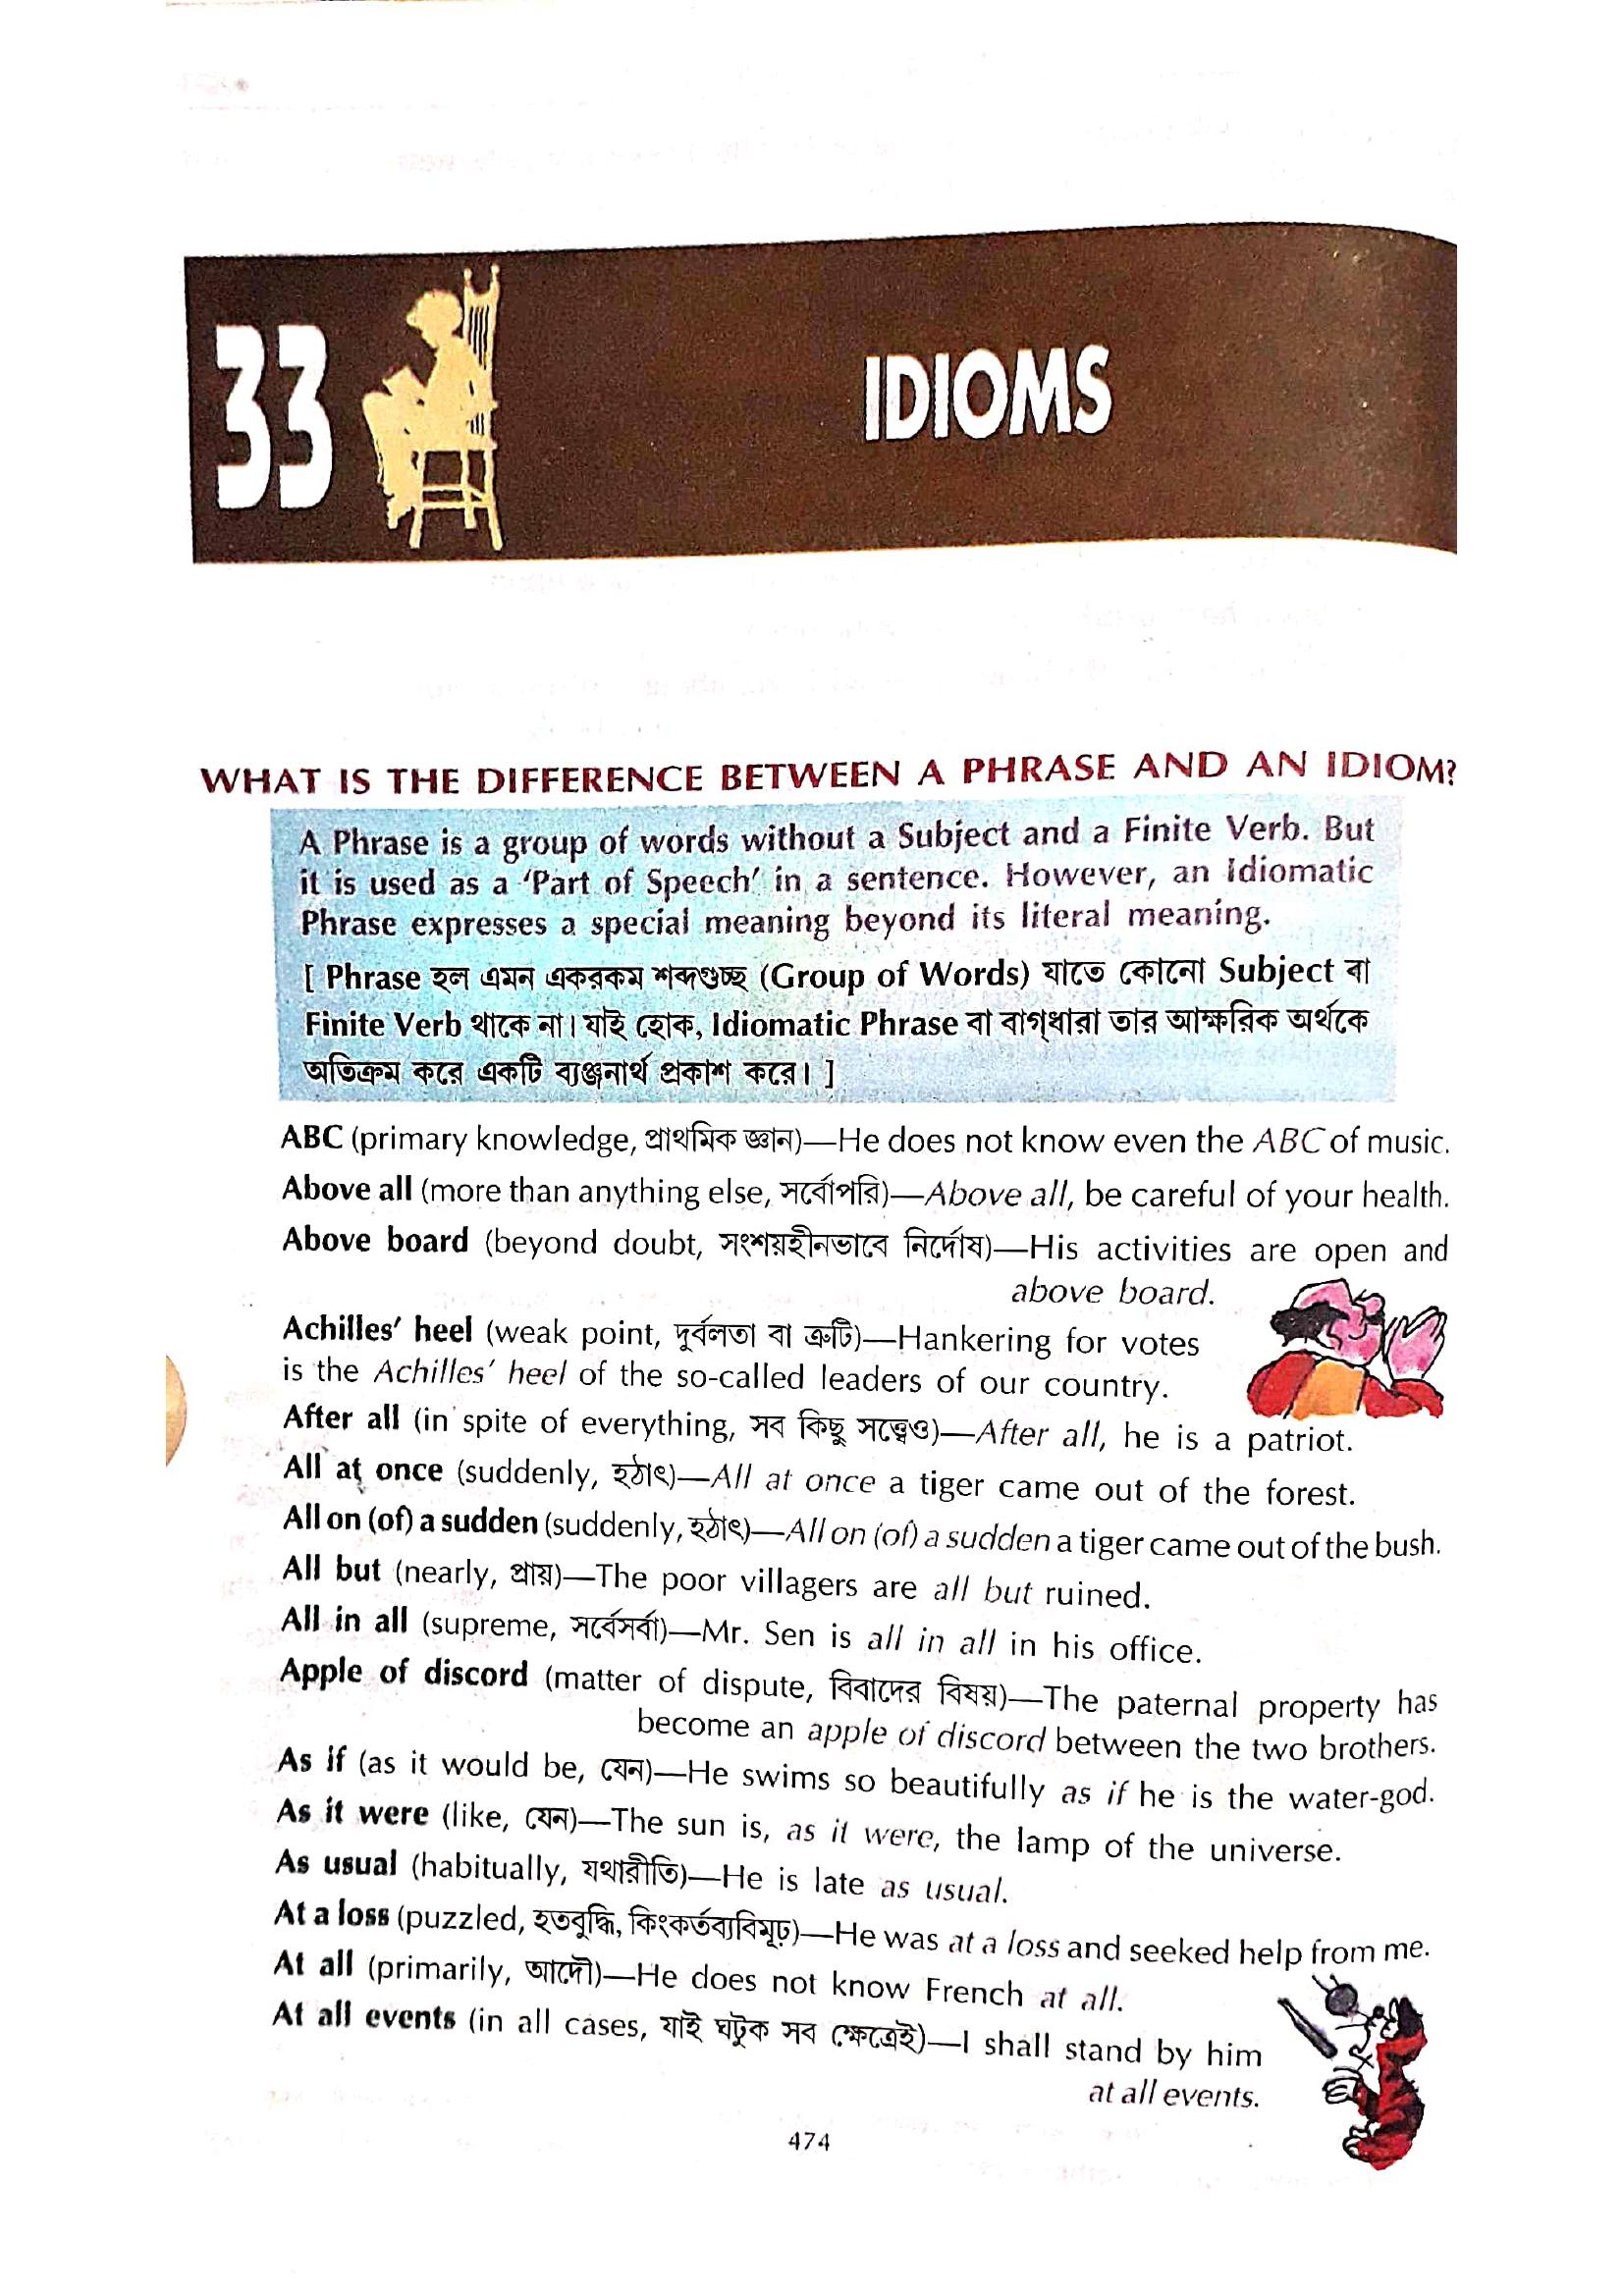 33
IDIOMS
WHAT IS THE DIFFERENCE BETWEEN A PHRASE AND AN IDIOM?
A Phrase is a group of words without a Subject and a Finite Verb. But
it is used as a ‘Part of Speech’ in a sentence. However, an Idiomatic
Phrase expresses a special meaning beyond its literal meaning.
[ Phrase হল এমন একরকম শব্দগুচ্ছ (Group of Words) যাতে কোনো Subject বা
Finite Verb থাকে না। যাই হোক, Idiomatic Phrase বা বাগ্‌ধারা তার আক্ষরিক অর্থকে
অতিক্রম করে একটি ব্যঞ্জনার্থ প্রকাশ করে। ]
ABC (primary knowledge, প্রাথমিক জ্ঞান)—He does not know even the ABC of music.
Above all (more than anything else, সর্বোপরি)—Above all, be careful of your health.
Above board (beyond doubt, সংশয়হীনভাবে নির্দোষ)—His activities are open and
above board.
Achilles’ heel (weak point, দুর্বলতা বা ত্রুটি)—Hankering for votes
is the Achilles’ heel of the so-called leaders of our country.
After all (in spite of everything, সব কিছু সত্ত্বেও)—After all, he is a patriot.
All at once (suddenly, হঠাৎ)—All at once a tiger came out of the forest.
All on (of) a sudden (suddenly, হঠাৎ)—All on (of) a sudden a tiger came out of the bush.
All but (nearly, প্রায়)—The poor villagers are all but ruined.
All in all (supreme, সর্বেসর্বা)—Mr. Sen is all in all in his office.
Apple of discord (matter of dispute, বিবাদের বিষয়)—The paternal property has
become an apple of discord between the two brothers.
As if (as it would be, যেন)—He swims so beautifully as if he is the water-god.
As it were (like, যেন)—The sun is, as it were, the lamp of the universe.
As usual (habitually, যথারীতি)—He is late as usual.
At a loss (puzzled, হতবুদ্ধি, কিংকর্তব্যবিমূঢ়)—He was at a loss and seeked help from me.
At all (primarily, আদৌ)—He does not know French at all.
At all events (in all cases, যাই ঘটুক সব ক্ষেত্রেই)—I shall stand by him
at all events.
474